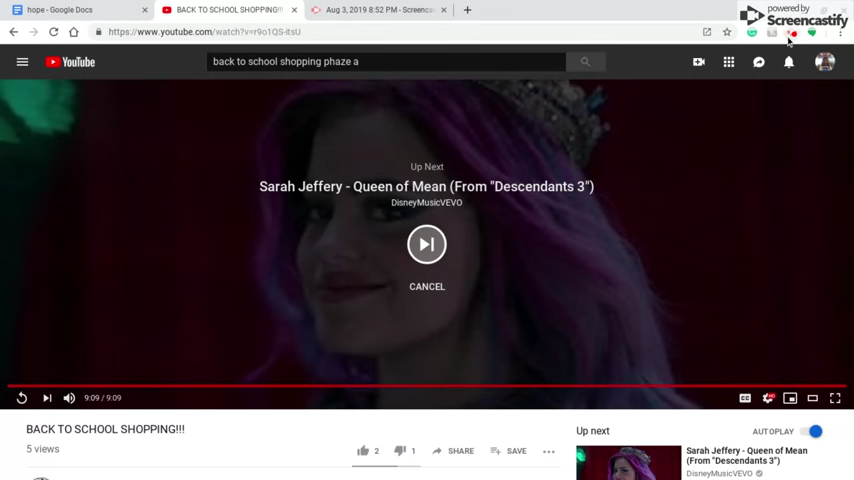 hope - Google Docs
BACK TO SCHOOL SHOPPING!!!
Aug 3, 2019 8:52 PM - Screencas
powered by
Screencastify
https://www.youtube.com/watch?v=r9o1QS-itsU
YouTube
back to school shopping phaze a
Up Next
Sarah Jeffery - Queen of Mean (From "Descendants 3")
DisneyMusicVEVO
CANCEL
9:09 / 9:09
CC
HD
BACK TO SCHOOL SHOPPING!!!
5 views
2
1
SHARE
SAVE
Up next
AUTOPLAY
Sarah Jeffery - Queen of Mean
(From "Descendants 3")
DisneyMusicVEVO